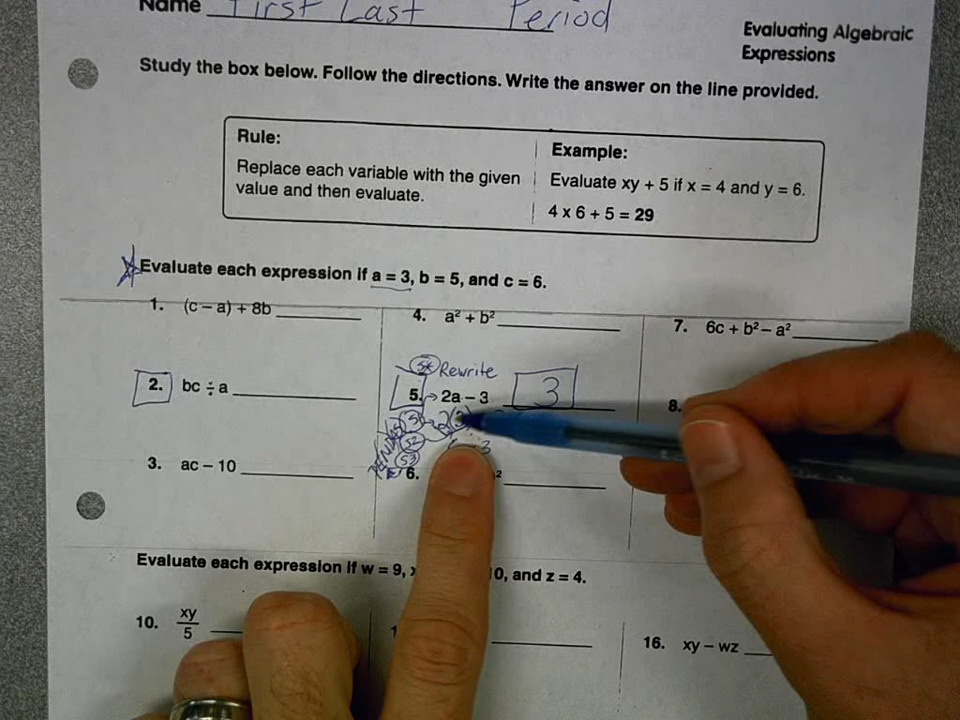 Name First Last Period
Evaluating Algebraic
Expressions
Study the box below. Follow the directions. Write the answer on the line provided.
Rule:
Replace each variable with the given
value and then evaluate.
Example:
Evaluate xy + 5 if x = 4 and y = 6.
4 x 6 + 5 = 29
Evaluate each expression if a = 3, b = 5, and c = 6.
1. (c – a) + 8b
2. bc ÷ a
3. ac – 10
4. a² + b²
Rewrite
5. → 2a – 3 3
S1
S2
S3
6.
7. 6c + b² – a²
8.
Evaluate each expression if w = 9, 0, and z = 4.
10. xy/5
16. xy – wz